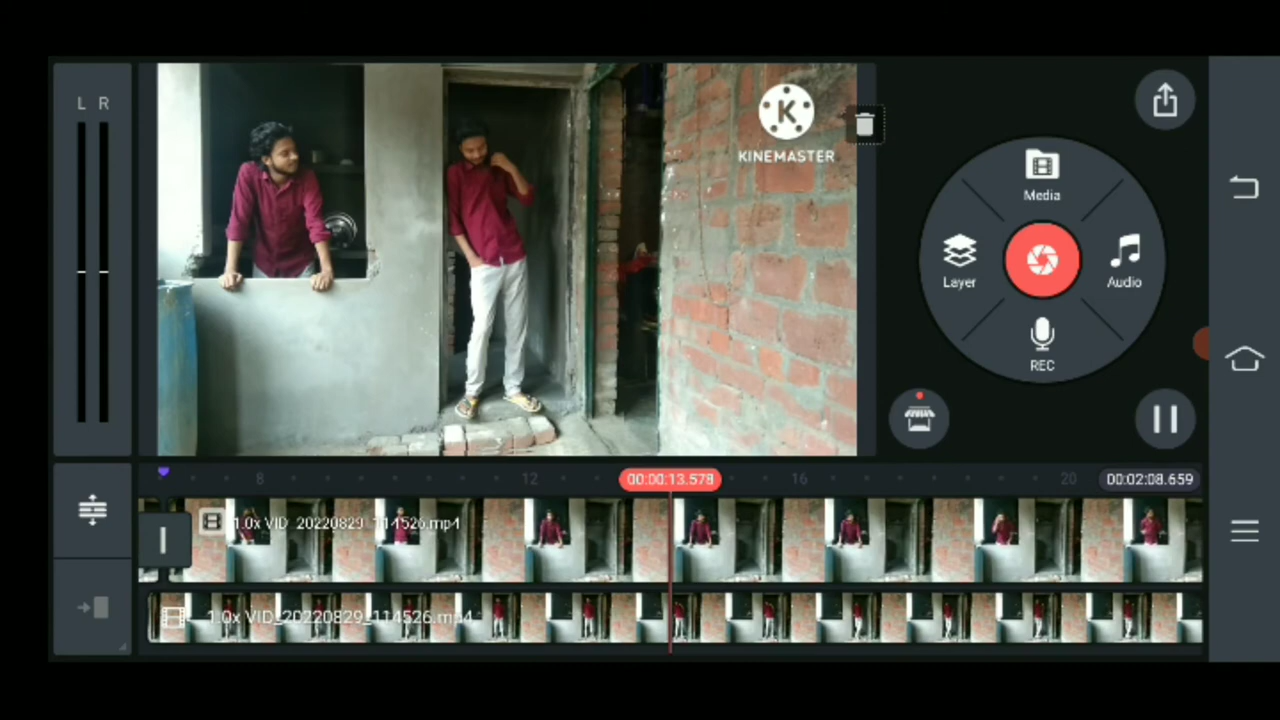 L R
KINEMASTER
Media
Layer
Audio
REC
8
12
00:00:13.578
16
20
00:02:08.659
1.0x VID_20220829_114526.mp4
1.0x VID_20220829_114526.mp4